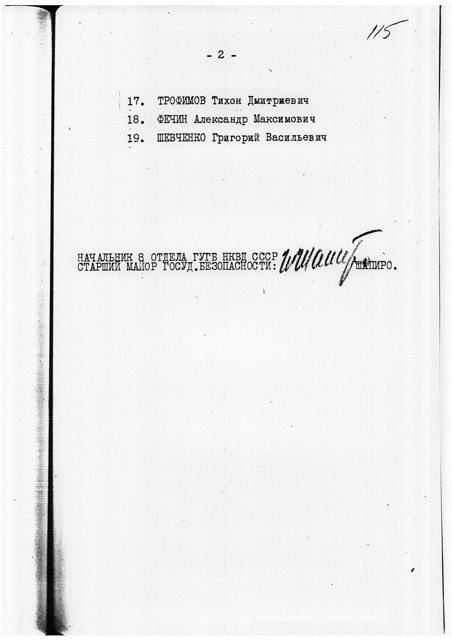 115
- 2 -
17. ТРОФИМОВ Тихон Дмитриевич
18. ФЕЧИН Александр Максимович
19. ШЕВЧЕНКО Григорий Васильевич
НАЧАЛЬНИК 8 ОТДЕЛА ГУГБ НКВД СССР
СТАРШИЙ МАЙОР ГОСУД.БЕЗОПАСНОСТИ: ШАПИРО.